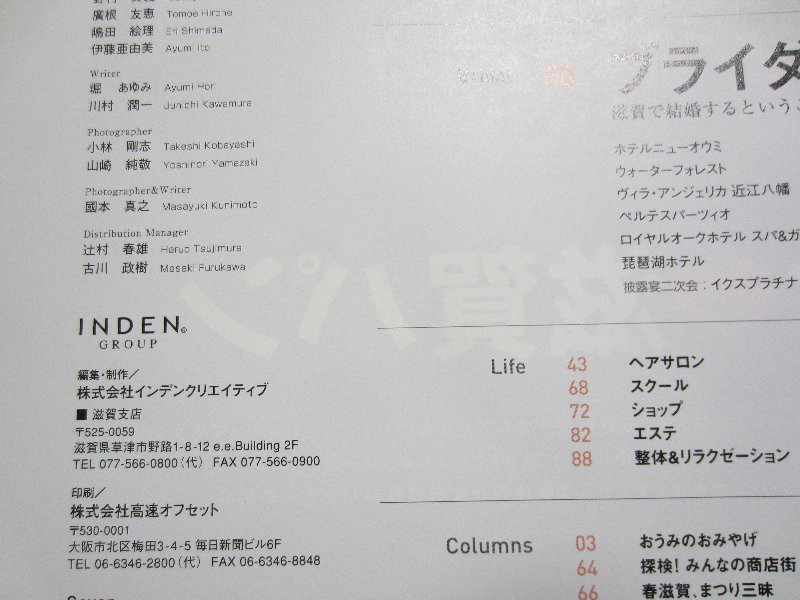 廣根 友恵 Tomoe Hirone
嶋田 絵理 Eri Shimada
伊藤亜由美 Ayumi Ito
Writer
堀 あゆみ Ayumi Hori
川村 潤一 Junichi Kawamura
Photographer
小林 剛志 Takeshi Kobayashi
山崎 純敬 Yoshinori Yamazaki
Photographer&Writer
國本 真之 Masayuki Kunimoto
Distribution Manager
辻村 春雄 Haruo Tsujimura
古川 政樹 Masaki Furukawa
INDEN®
GROUP
編集・制作／
株式会社インデンクリエイティブ
■ 滋賀支店
〒525-0059
滋賀県草津市野路1-8-12 e.e.Building 2F
TEL 077-566-0800（代） FAX 077-566-0900
印刷／
株式会社高速オフセット
〒530-0001
大阪市北区梅田3-4-5 毎日新聞ビル6F
TEL 06-6346-2800（代） FAX 06-6346-8848
Bridal ブライダ
滋賀で結婚するという
ホテルニューオウミ
ウォーターフォレスト
ヴィラ・アンジェリカ 近江八幡
ベルテスパーツィオ
ロイヤルオークホテル スパ&ガ
琵琶湖ホテル
披露宴二次会：イクスプラチナ
Life 43 ヘアサロン
68 スクール
72 ショップ
82 エステ
88 整体&リラクゼーション
Columns 03 おうみのおみやげ
64 探検！みんなの商店街
66 春滋賀、まつり三昧